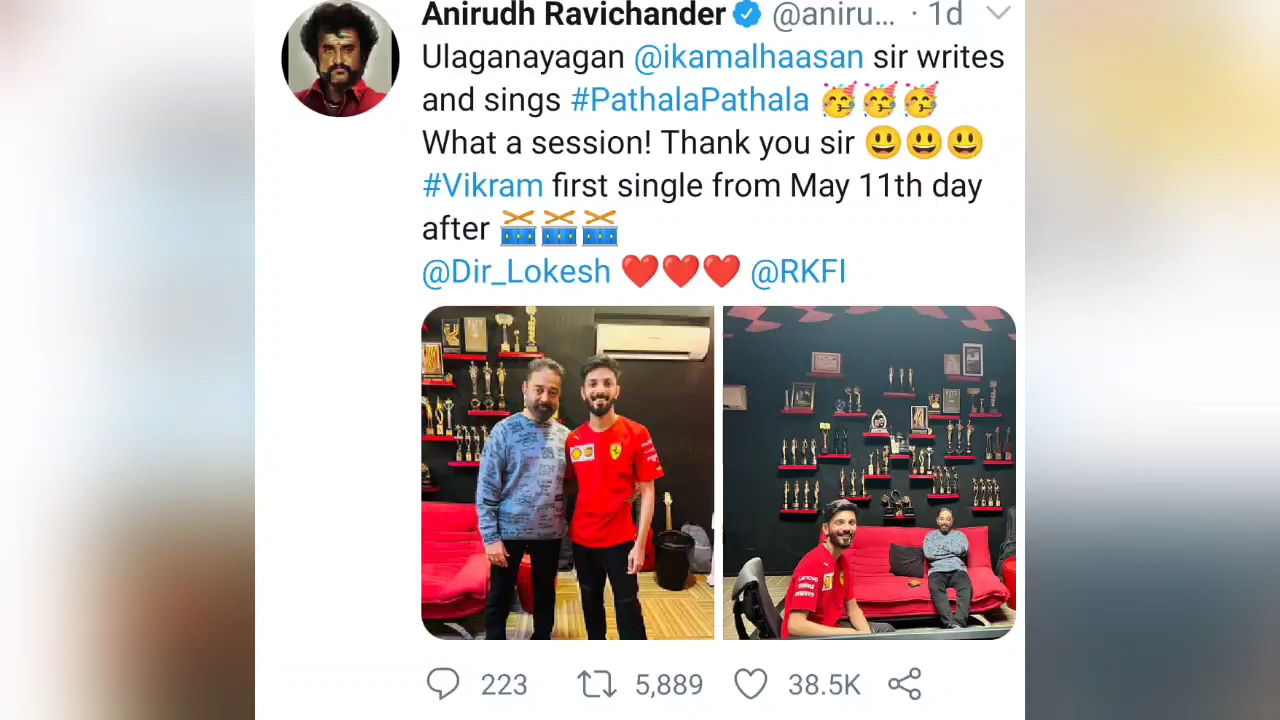 Anirudh Ravichander @aniru... · 1d
Ulaganayagan @ikamalhaasan sir writes
and sings #PathalaPathala 🥳🥳🥳
What a session! Thank you sir 😃😃😃
#Vikram first single from May 11th day
after 🥁🥁🥁
@Dir_Lokesh ❤️❤️❤️ @RKFI
223 5,889 38.5K